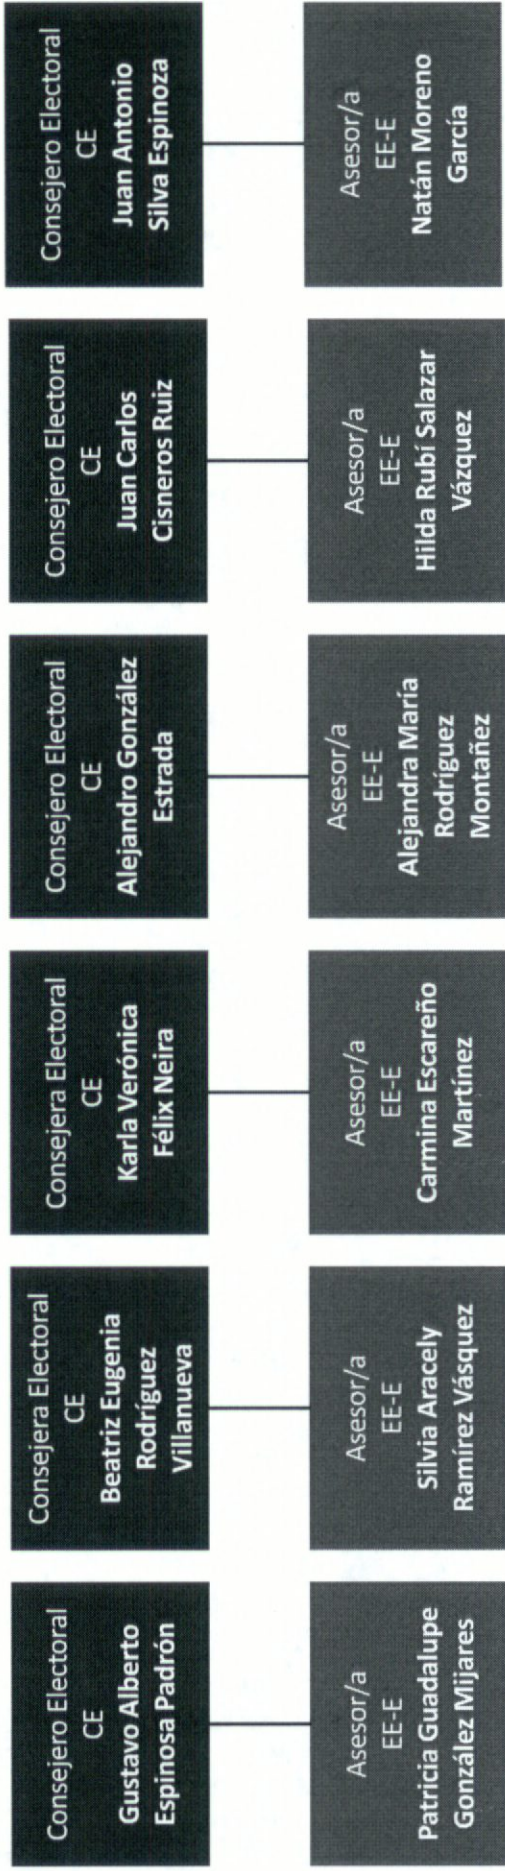 Consejero Electoral
CE
Gustavo Alberto
Espinosa Padrón
Consejera Electoral
CE
Beatriz Eugenia
Rodríguez
Villanueva
Consejera Electoral
CE
Karla Verónica
Félix Neira
Consejero Electoral
CE
Alejandro González
Estrada
Consejero Electoral
CE
Juan Carlos
Cisneros Ruiz
Consejero Electoral
CE
Juan Antonio
Silva Espinoza
Asesor/a
EE-E
Patricia Guadalupe
González Mijares
Asesor/a
EE-E
Silvia Aracely
Ramírez Vásquez
Asesor/a
EE-E
Carmina Escareño
Martínez
Asesor/a
EE-E
Alejandra María
Rodríguez
Montañez
Asesor/a
EE-E
Hilda Rubí Salazar
Vázquez
Asesor/a
EE-E
Natán Moreno
García